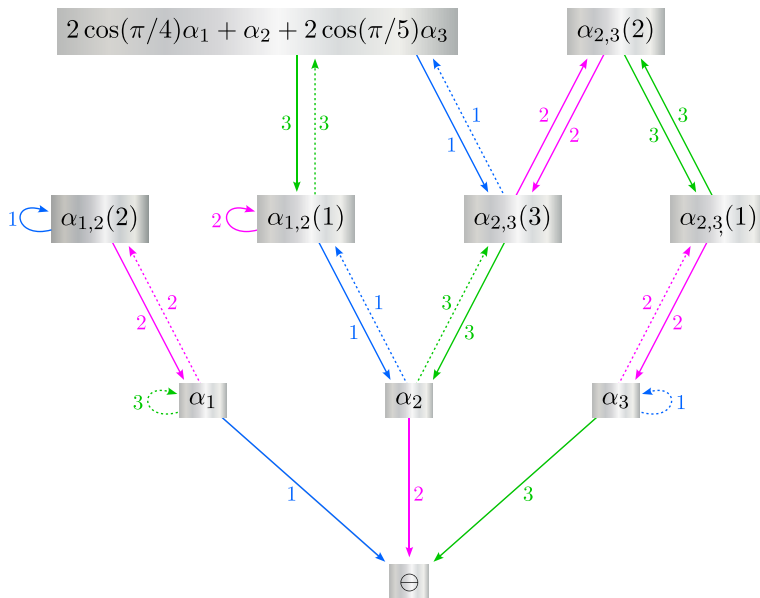 2 cos(π/4)α₁ + α₂ + 2 cos(π/5)α₃ α₂,₃(2)
3 3 1 1 2 2 3 3
1 α₁,₂(2) 2 α₁,₂(1) α₂,₃(3) α₂,₃,(1)
2 2 1 1 3 3 2 2
3 α₁ α₂ α₃ 1
1 2 3
⊖